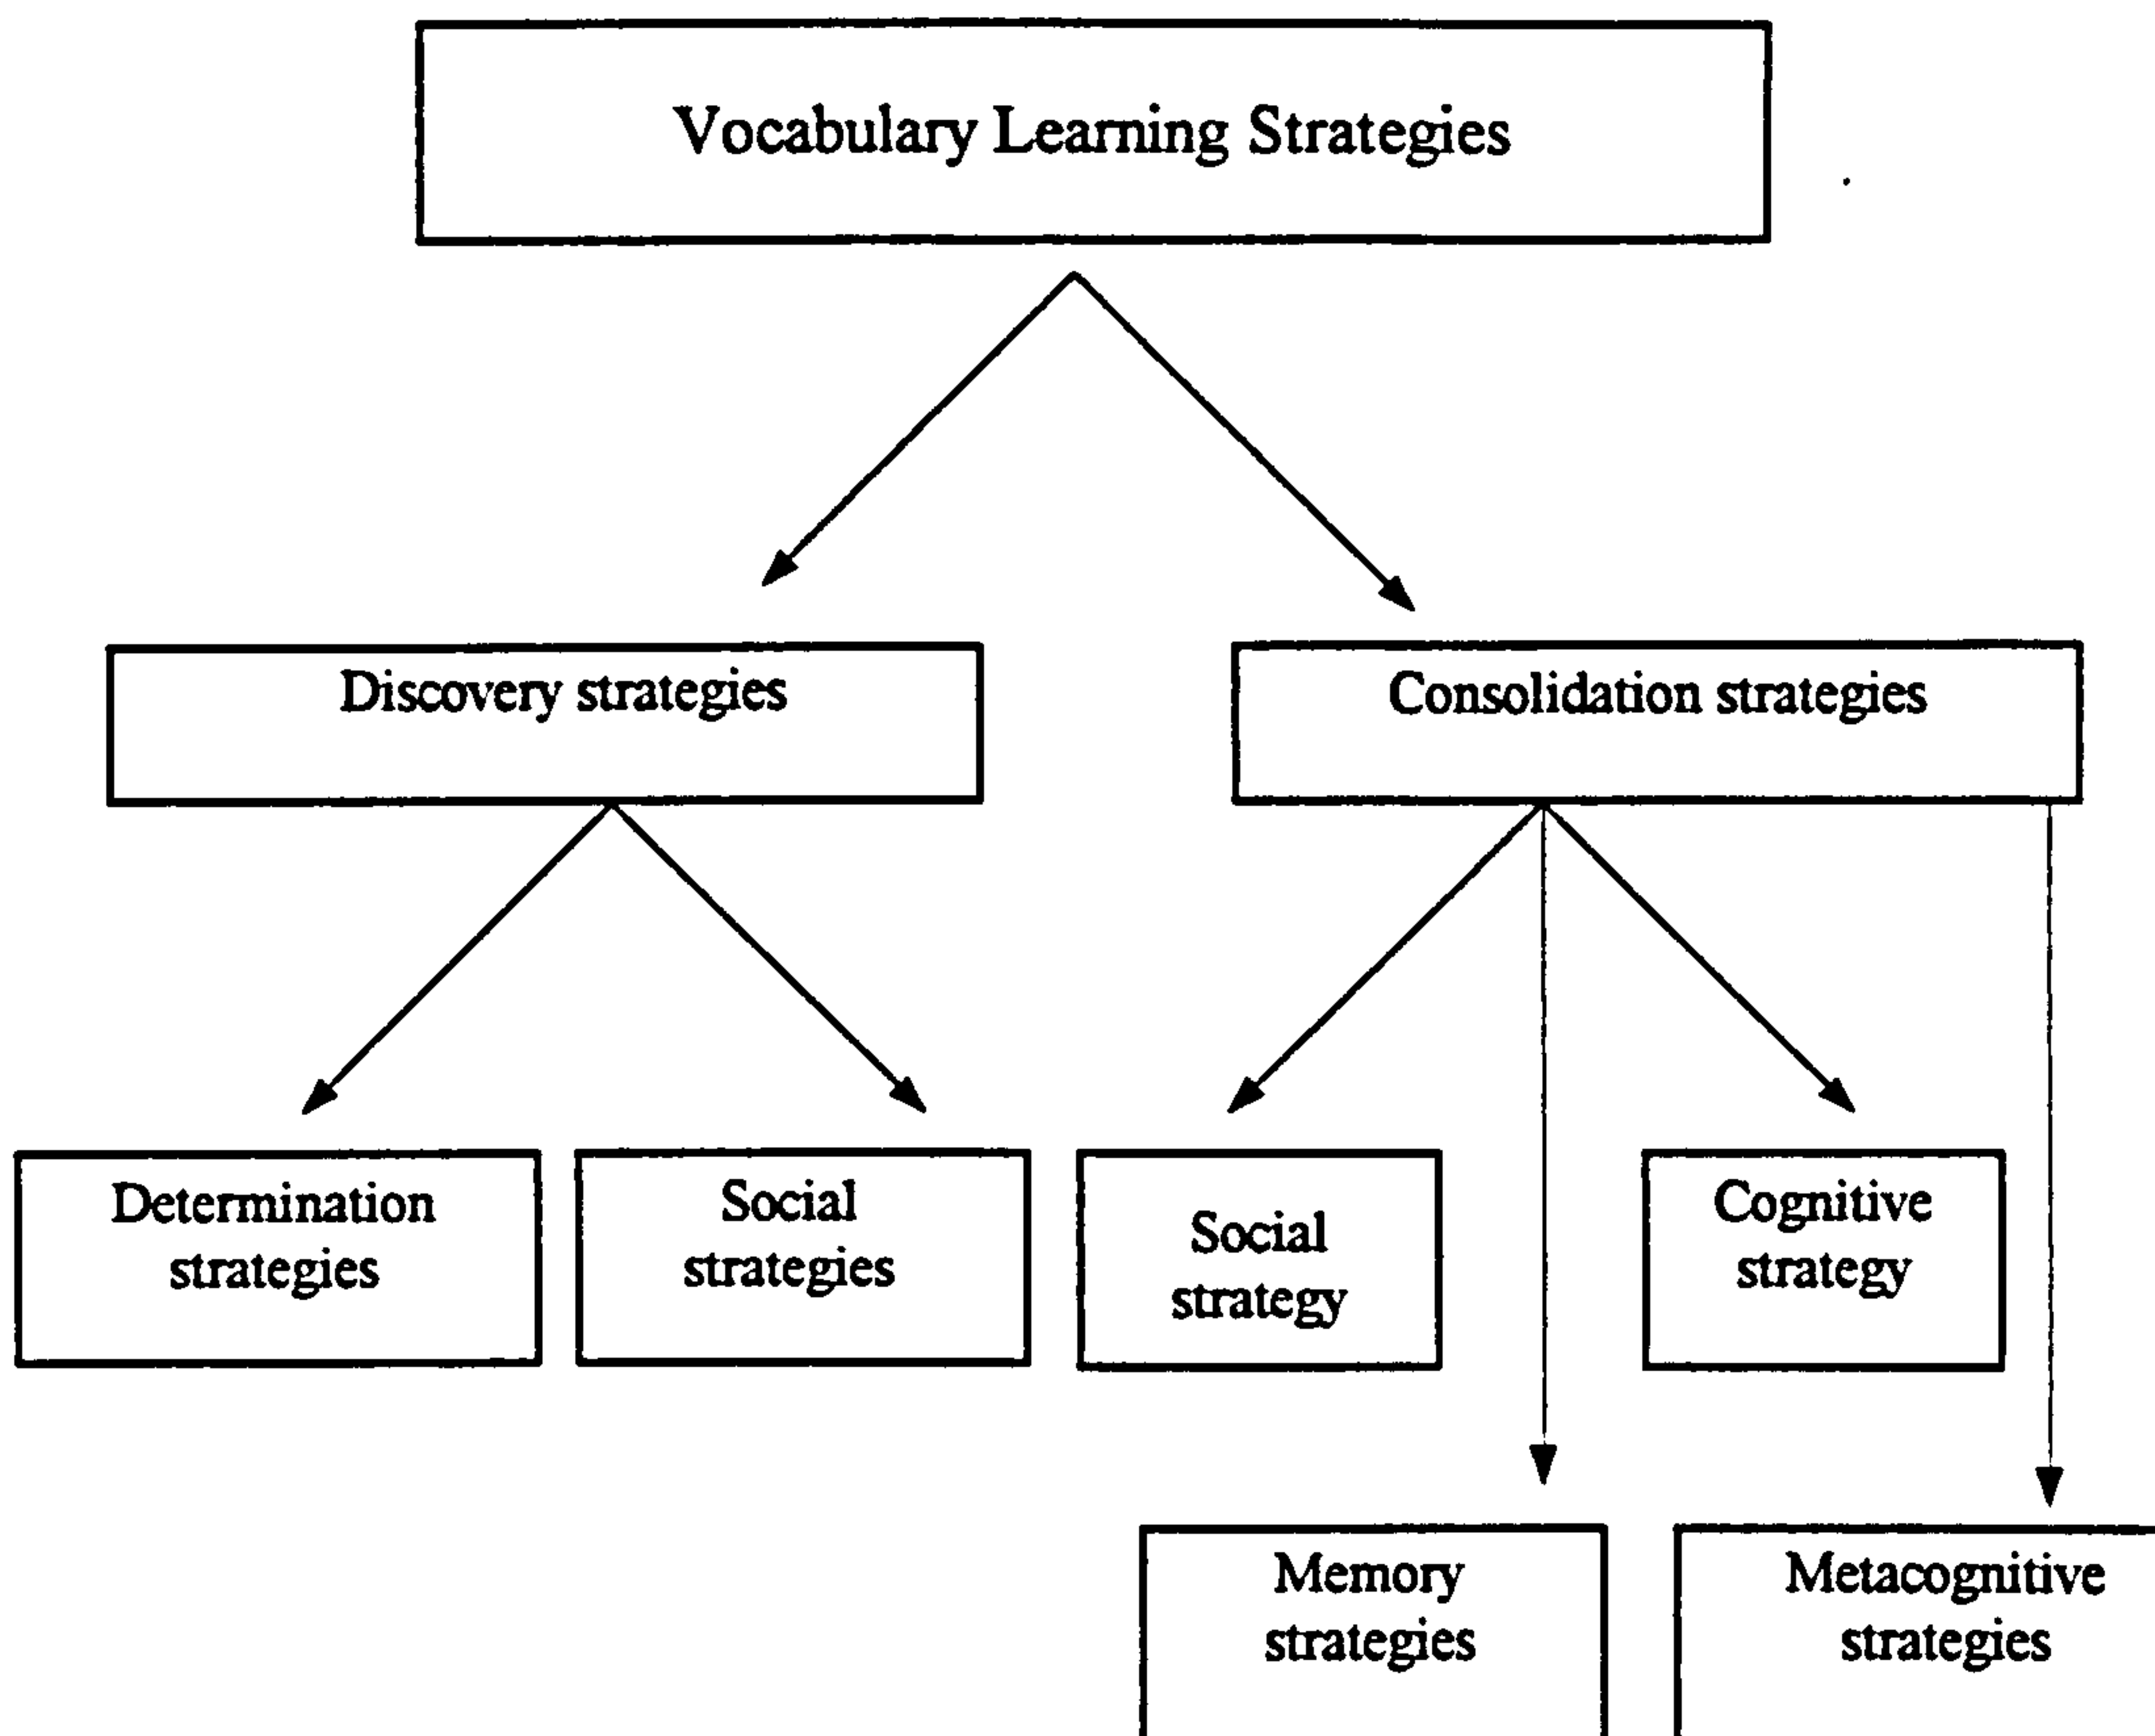 Vocabulary Learning Strategies
Discovery strategies
Consolidation strategies
Determination
strategies
Social
strategies
Social
strategy
Cognitive
strategy
Memory
strategies
Metacognitive
strategies